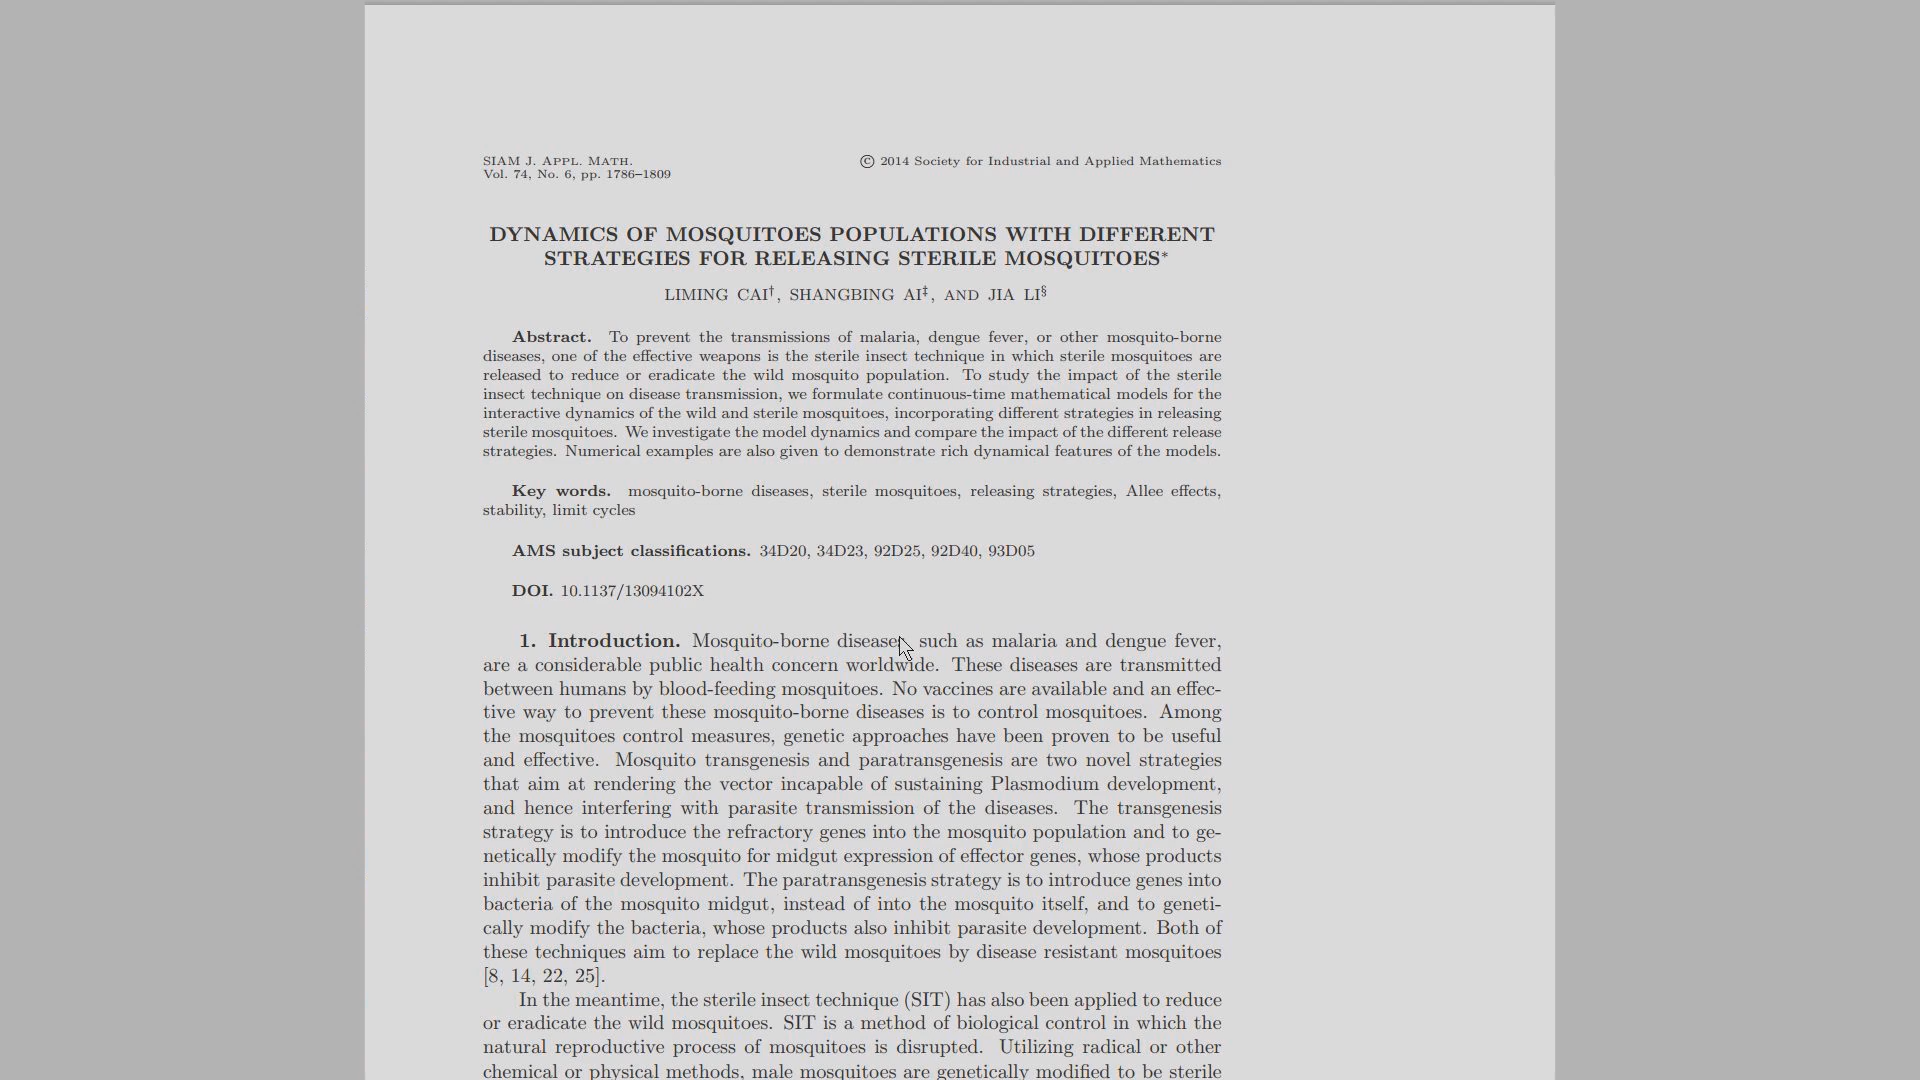 SIAM J. APPL. MATH.
© 2014 Society for Industrial and Applied Mathematics
Vol. 74, No. 6, pp. 1786–1809
DYNAMICS OF MOSQUITOES POPULATIONS WITH DIFFERENT
STRATEGIES FOR RELEASING STERILE MOSQUITOES*
LIMING CAI†, SHANGBING AI‡, AND JIA LI§
Abstract. To prevent the transmissions of malaria, dengue fever, or other mosquito-borne
diseases, one of the effective weapons is the sterile insect technique in which sterile mosquitoes are
released to reduce or eradicate the wild mosquito population. To study the impact of the sterile
insect technique on disease transmission, we formulate continuous-time mathematical models for the
interactive dynamics of the wild and sterile mosquitoes, incorporating different strategies in releasing
sterile mosquitoes. We investigate the model dynamics and compare the impact of the different release
strategies. Numerical examples are also given to demonstrate rich dynamical features of the models.
Key words. mosquito-borne diseases, sterile mosquitoes, releasing strategies, Allee effects,
stability, limit cycles
AMS subject classifications. 34D20, 34D23, 92D25, 92D40, 93D05
DOI. 10.1137/13094102X
1. Introduction. Mosquito-borne diseases, such as malaria and dengue fever,
are a considerable public health concern worldwide. These diseases are transmitted
between humans by blood-feeding mosquitoes. No vaccines are available and an effec-
tive way to prevent these mosquito-borne diseases is to control mosquitoes. Among
the mosquitoes control measures, genetic approaches have been proven to be useful
and effective. Mosquito transgenesis and paratransgenesis are two novel strategies
that aim at rendering the vector incapable of sustaining Plasmodium development,
and hence interfering with parasite transmission of the diseases. The transgenesis
strategy is to introduce the refractory genes into the mosquito population and to ge-
netically modify the mosquito for midgut expression of effector genes, whose products
inhibit parasite development. The paratransgenesis strategy is to introduce genes into
bacteria of the mosquito midgut, instead of into the mosquito itself, and to geneti-
cally modify the bacteria, whose products also inhibit parasite development. Both of
these techniques aim to replace the wild mosquitoes by disease resistant mosquitoes
[8, 14, 22, 25].
In the meantime, the sterile insect technique (SIT) has also been applied to reduce
or eradicate the wild mosquitoes. SIT is a method of biological control in which the
natural reproductive process of mosquitoes is disrupted. Utilizing radical or other
chemical or physical methods, male mosquitoes are genetically modified to be sterile